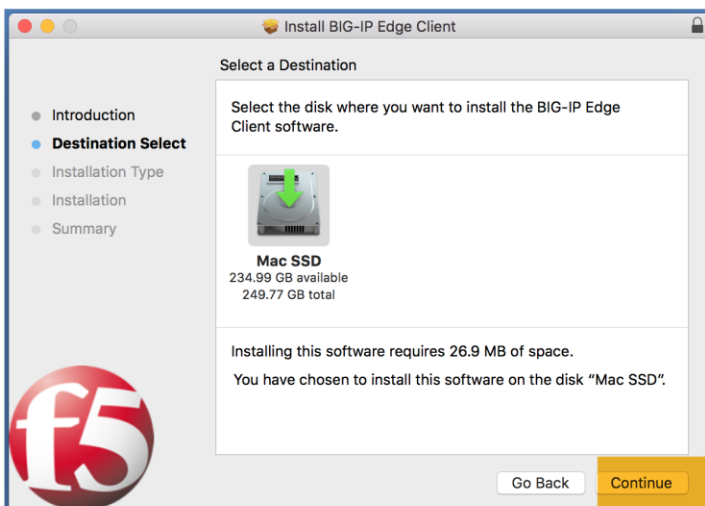 Install BIG-IP Edge Client
Select a Destination
Introduction
Destination Select
Installation Type
Installation
Summary
Select the disk where you want to install the BIG-IP Edge
Client software.
Mac SSD
234.99 GB available
249.77 GB total
Installing this software requires 26.9 MB of space.
You have chosen to install this software on the disk “Mac SSD”.
f5
Go Back
Continue